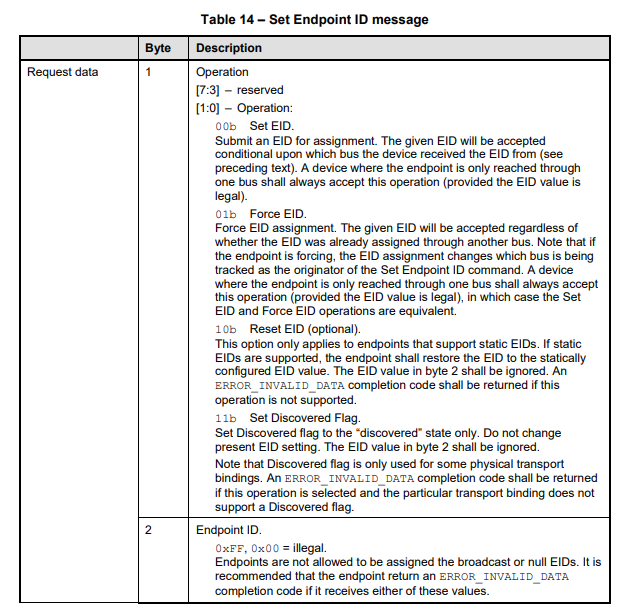 Table 14 – Set Endpoint ID message
Byte Description
Request data 1 Operation
[7:3] – reserved
[1:0] – Operation:
00b Set EID.
Submit an EID for assignment. The given EID will be accepted
conditional upon which bus the device received the EID from (see
preceding text). A device where the endpoint is only reached through
one bus shall always accept this operation (provided the EID value is
legal).
01b Force EID.
Force EID assignment. The given EID will be accepted regardless of
whether the EID was already assigned through another bus. Note that if
the endpoint is forcing, the EID assignment changes which bus is being
tracked as the originator of the Set Endpoint ID command. A device
where the endpoint is only reached through one bus shall always accept
this operation (provided the EID value is legal), in which case the Set
EID and Force EID operations are equivalent.
10b Reset EID (optional).
This option only applies to endpoints that support static EIDs. If static
EIDs are supported, the endpoint shall restore the EID to the statically
configured EID value. The EID value in byte 2 shall be ignored. An
ERROR_INVALID_DATA completion code shall be returned if this
operation is not supported.
11b Set Discovered Flag.
Set Discovered flag to the “discovered” state only. Do not change
present EID setting. The EID value in byte 2 shall be ignored.
Note that Discovered flag is only used for some physical transport
bindings. An ERROR_INVALID_DATA completion code shall be returned
if this operation is selected and the particular transport binding does not
support a Discovered flag.
2 Endpoint ID.
0xFF, 0x00 = illegal.
Endpoints are not allowed to be assigned the broadcast or null EIDs. It is
recommended that the endpoint return an ERROR_INVALID_DATA
completion code if it receives either of these values.